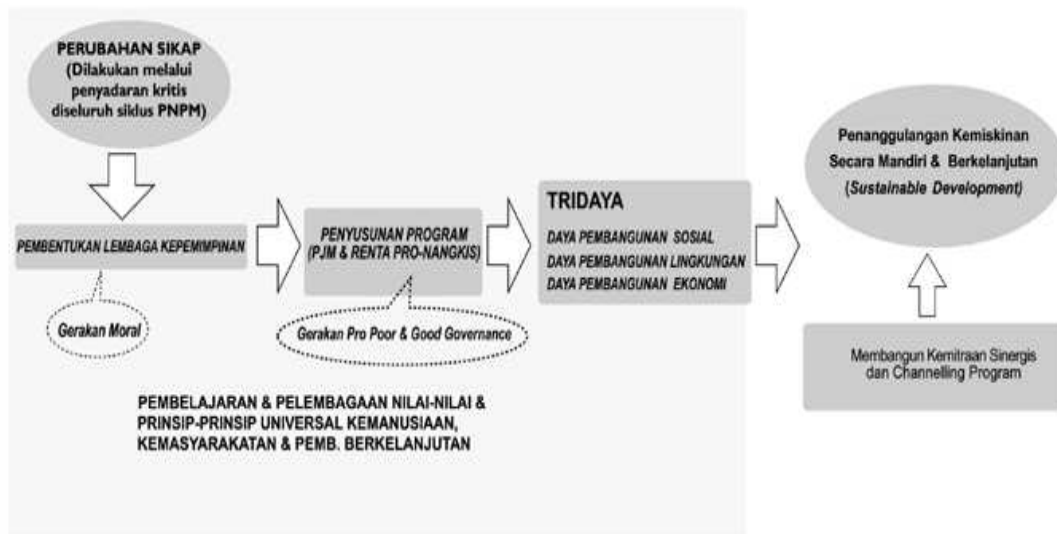 PERUBAHAN SIKAP
(Dilakukan melalui
penyadaran kritis
diseluruh siklus PNPM)
PEMBENTUKAN LEMBAGA KEPEMIMPINAN
Gerakan Moral
PENYUSUNAN PROGRAM
(PJM & RENTA PRO-NANGKIS)
Gerakan Pro Poor & Good Governance
TRIDAYA
DAYA PEMBANGUNAN SOSIAL
DAYA PEMBANGUNAN LINGKUNGAN
DAYA PEMBANGUNAN EKONOMI
Penanggulangan Kemiskinan
Secara Mandiri & Berkelanjutan
(Sustainable Development)
Membangun Kemitraan Sinergis
dan Channelling Program
PEMBELAJARAN & PELEMBAGAAN NILAI-NILAI &
PRINSIP-PRINSIP UNIVERSAL KEMANUSIAAN,
KEMASYARAKATAN & PEMB. BERKELANJUTAN